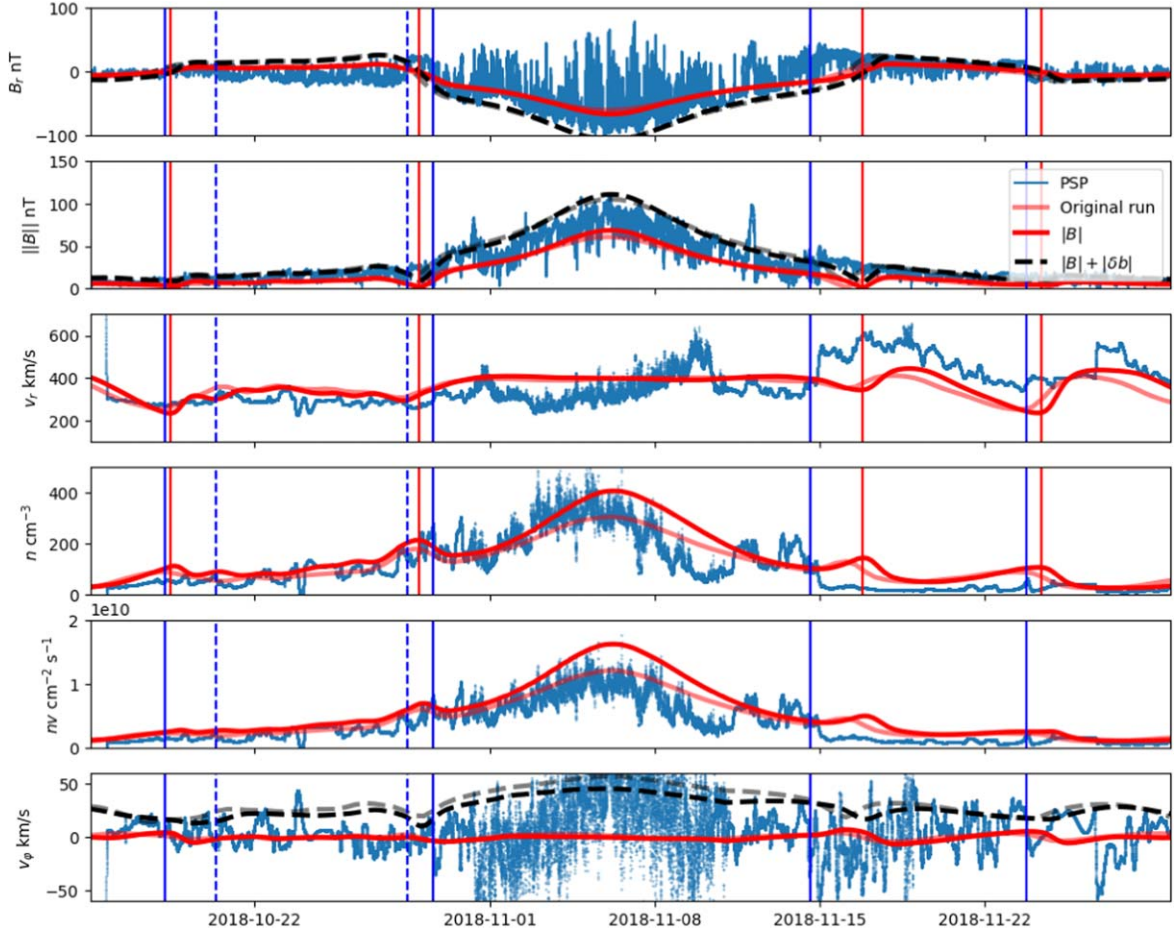 100
0
−100
B_r nT
150
100
50
0
||B|| nT
PSP
Original run
|B|
|B| + |δb|
600
400
200
v_r km/s
400
200
0
n cm⁻³
1e10
2
1
0
nv cm⁻² s⁻¹
50
0
−50
v_φ km/s
2018-10-22
2018-11-01
2018-11-08
2018-11-15
2018-11-22